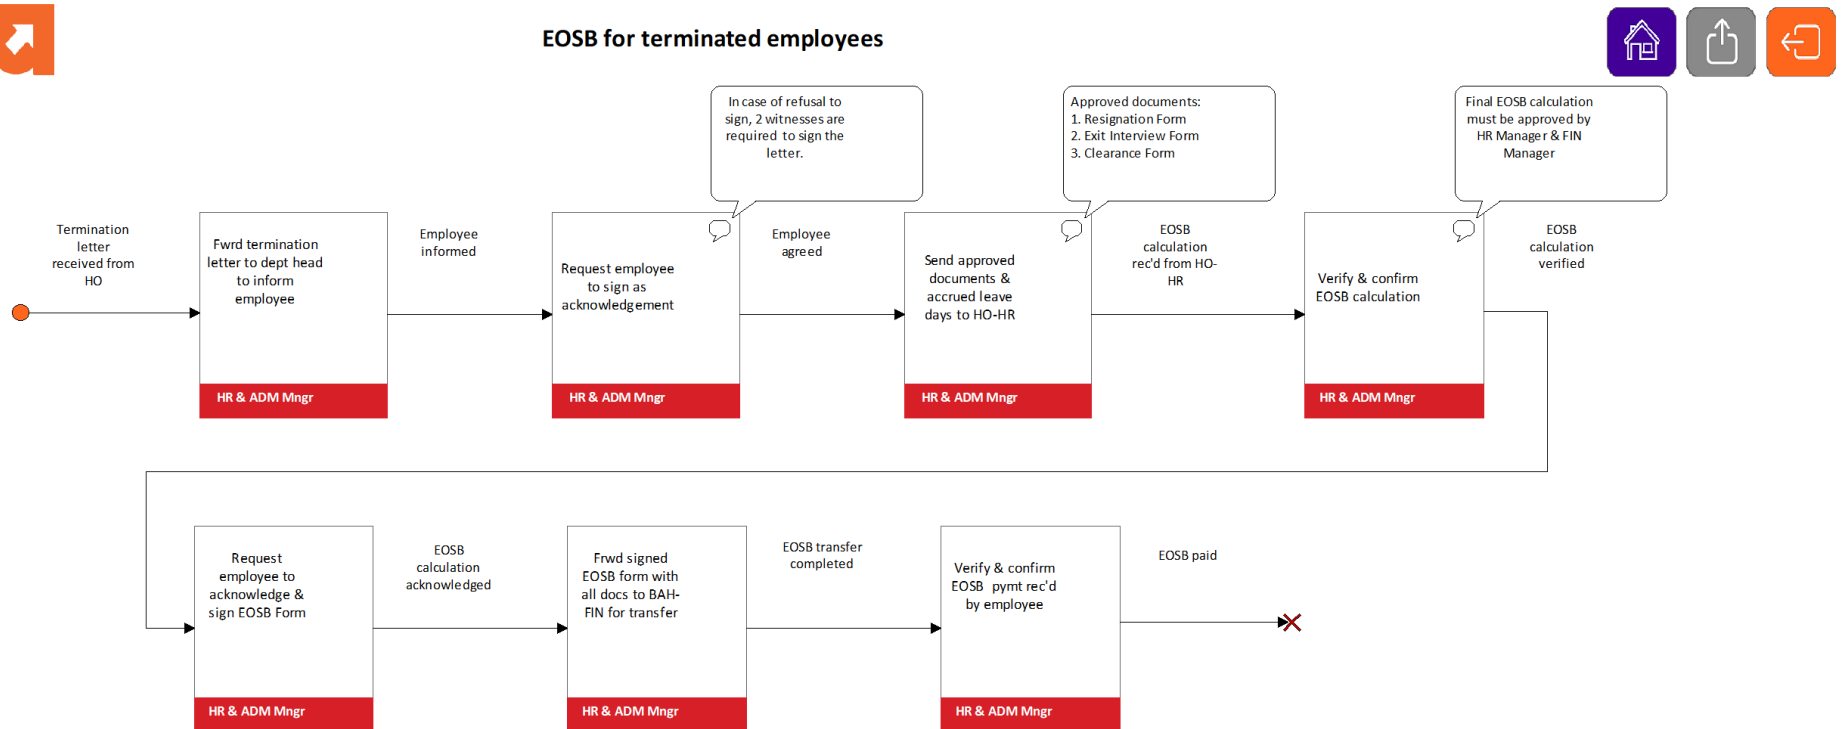 EOSB for terminated employees
In case of refusal to
sign, 2 witnesses are
required to sign the
letter.
Approved documents:
1. Resignation Form
2. Exit Interview Form
3. Clearance Form
Final EOSB calculation
must be approved by
HR Manager & FIN
Manager
Termination
letter
received from
HO
Fwrd termination
letter to dept head
to inform
employee
HR & ADM Mngr
Employee
informed
Request employee
to sign as
acknowledgement
HR & ADM Mngr
Employee
agreed
Send approved
documents &
accrued leave
days to HO-HR
HR & ADM Mngr
EOSB
calculation
rec'd from HO-
HR
Verify & confirm
EOSB calculation
HR & ADM Mngr
EOSB
calculation
verified
Request
employee to
acknowledge &
sign EOSB Form
HR & ADM Mngr
EOSB
calculation
acknowledged
Frwd signed
EOSB form with
all docs to BAH-
FIN for transfer
HR & ADM Mngr
EOSB transfer
completed
Verify & confirm
EOSB pymt rec'd
by employee
HR & ADM Mngr
EOSB paid